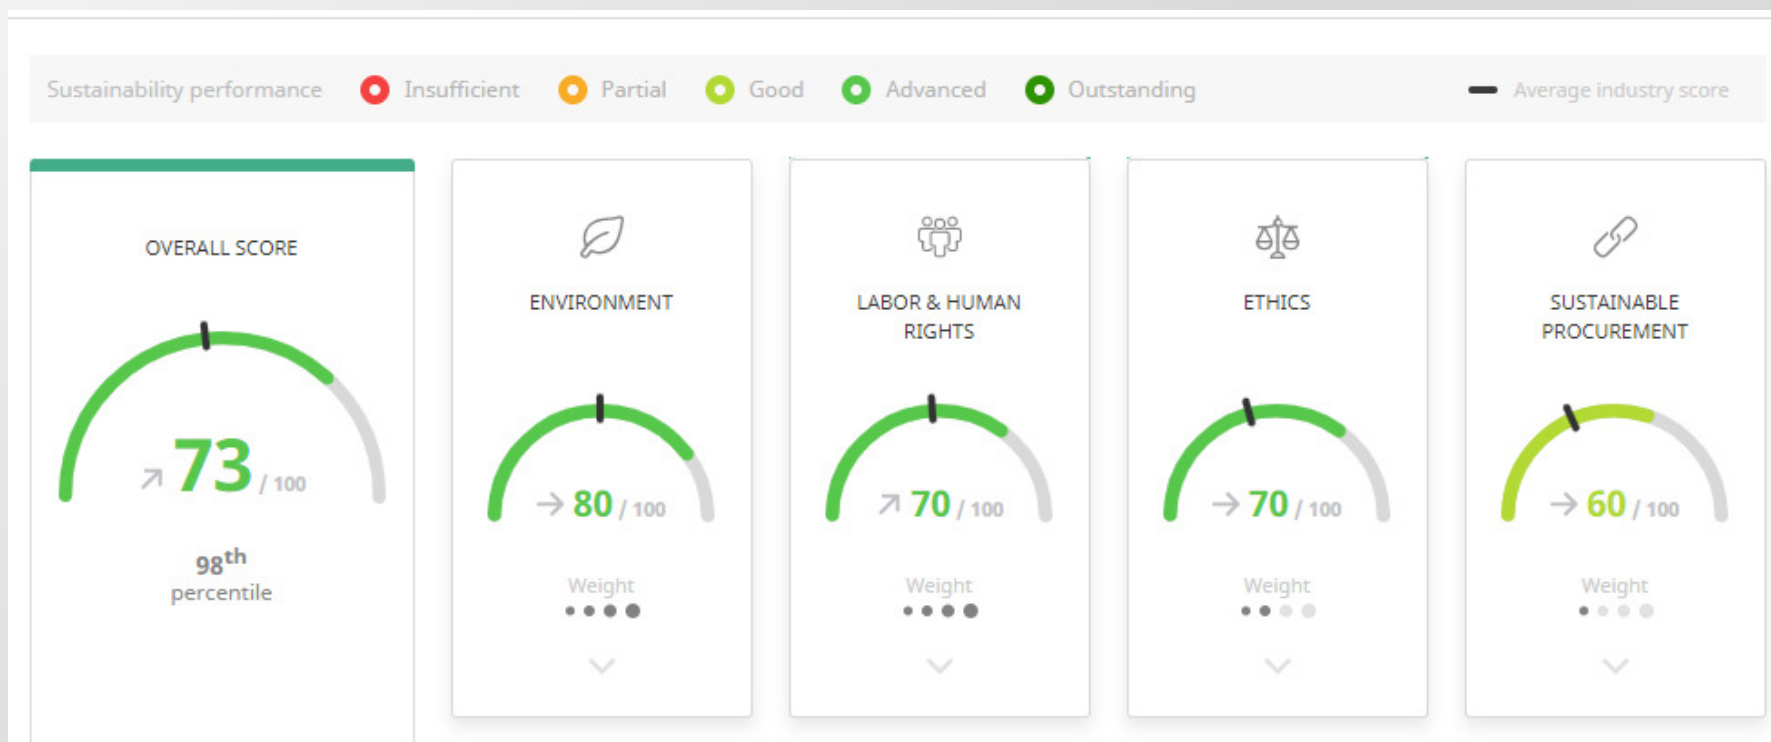 Sustainability performance Insufficient Partial Good Advanced Outstanding Average industry score
OVERALL SCORE
73 / 100
98th
percentile
ENVIRONMENT
80 / 100
Weight
LABOR & HUMAN
RIGHTS
70 / 100
Weight
ETHICS
70 / 100
Weight
SUSTAINABLE
PROCUREMENT
60 / 100
Weight